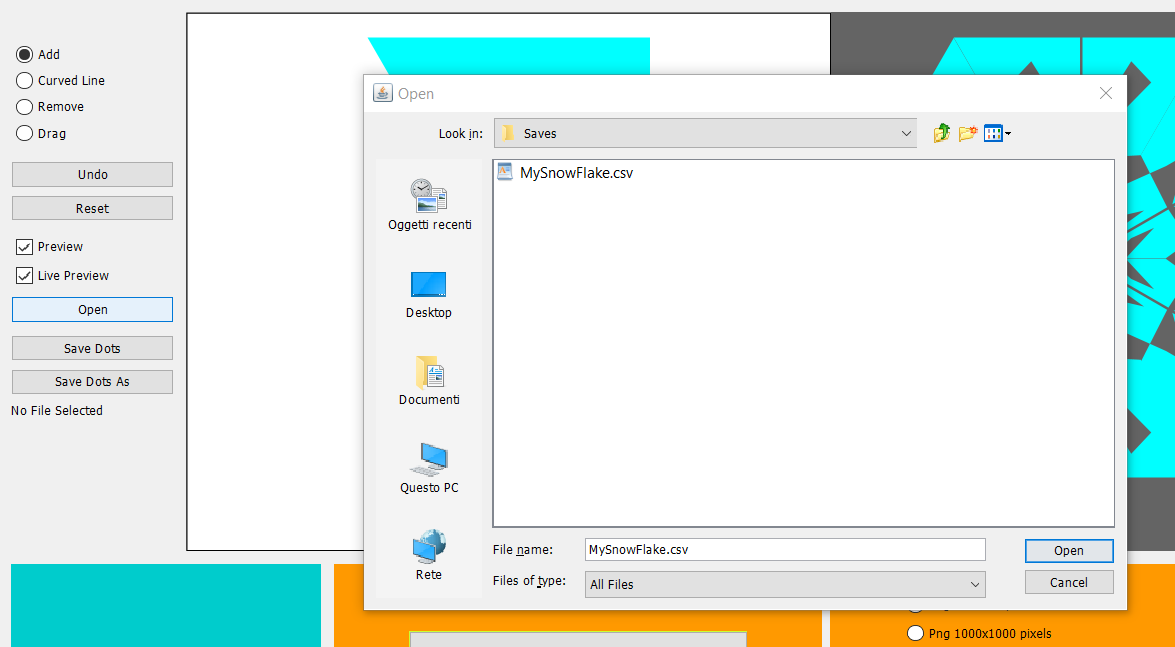 Add
Curved Line
Remove
Drag
Undo
Reset
Preview
Live Preview
Open
Save Dots
Save Dots As
No File Selected
Open
Look in:
Saves
MySnowFlake.csv
Oggetti recenti
Desktop
Documenti
Questo PC
Rete
File name:
MySnowFlake.csv
Open
Files of type:
All Files
Cancel
Png 1000x1000 pixels